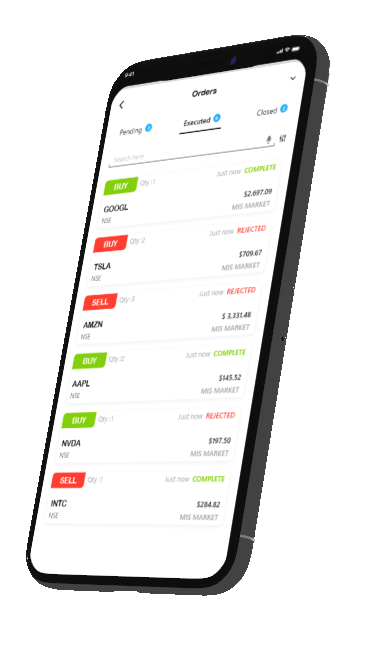 9:41
Orders
Pending
Executed
Closed
Search here
BUY Qty :1 Just now COMPLETE
GOOGL $2.697.09
NSE MIS MARKET
BUY Qty :2 Just now REJECTED
TSLA $709.67
NSE MIS MARKET
SELL Qty :3 Just now REJECTED
AMZN $ 3,331.48
NSE MIS MARKET
BUY Qty :2 Just now COMPLETE
AAPL $145.52
NSE MIS MARKET
BUY Qty :1 Just now REJECTED
NVDA $197.50
NSE MIS MARKET
SELL Qty :1 Just now COMPLETE
INTC $284.82
NSE MIS MARKET